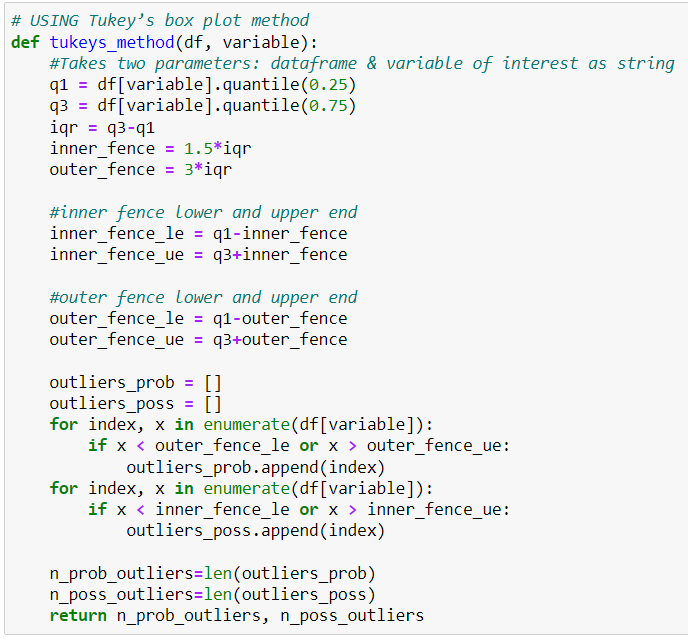 # USING Tukey’s box plot method
def tukeys_method(df, variable):
    #Takes two parameters: dataframe & variable of interest as string
    q1 = df[variable].quantile(0.25)
    q3 = df[variable].quantile(0.75)
    iqr = q3-q1
    inner_fence = 1.5*iqr
    outer_fence = 3*iqr

    #inner fence lower and upper end
    inner_fence_le = q1-inner_fence
    inner_fence_ue = q3+inner_fence

    #outer fence lower and upper end
    outer_fence_le = q1-outer_fence
    outer_fence_ue = q3+outer_fence

    outliers_prob = []
    outliers_poss = []
    for index, x in enumerate(df[variable]):
        if x < outer_fence_le or x > outer_fence_ue:
            outliers_prob.append(index)
    for index, x in enumerate(df[variable]):
        if x < inner_fence_le or x > inner_fence_ue:
            outliers_poss.append(index)

    n_prob_outliers=len(outliers_prob)
    n_poss_outliers=len(outliers_poss)
    return n_prob_outliers, n_poss_outliers